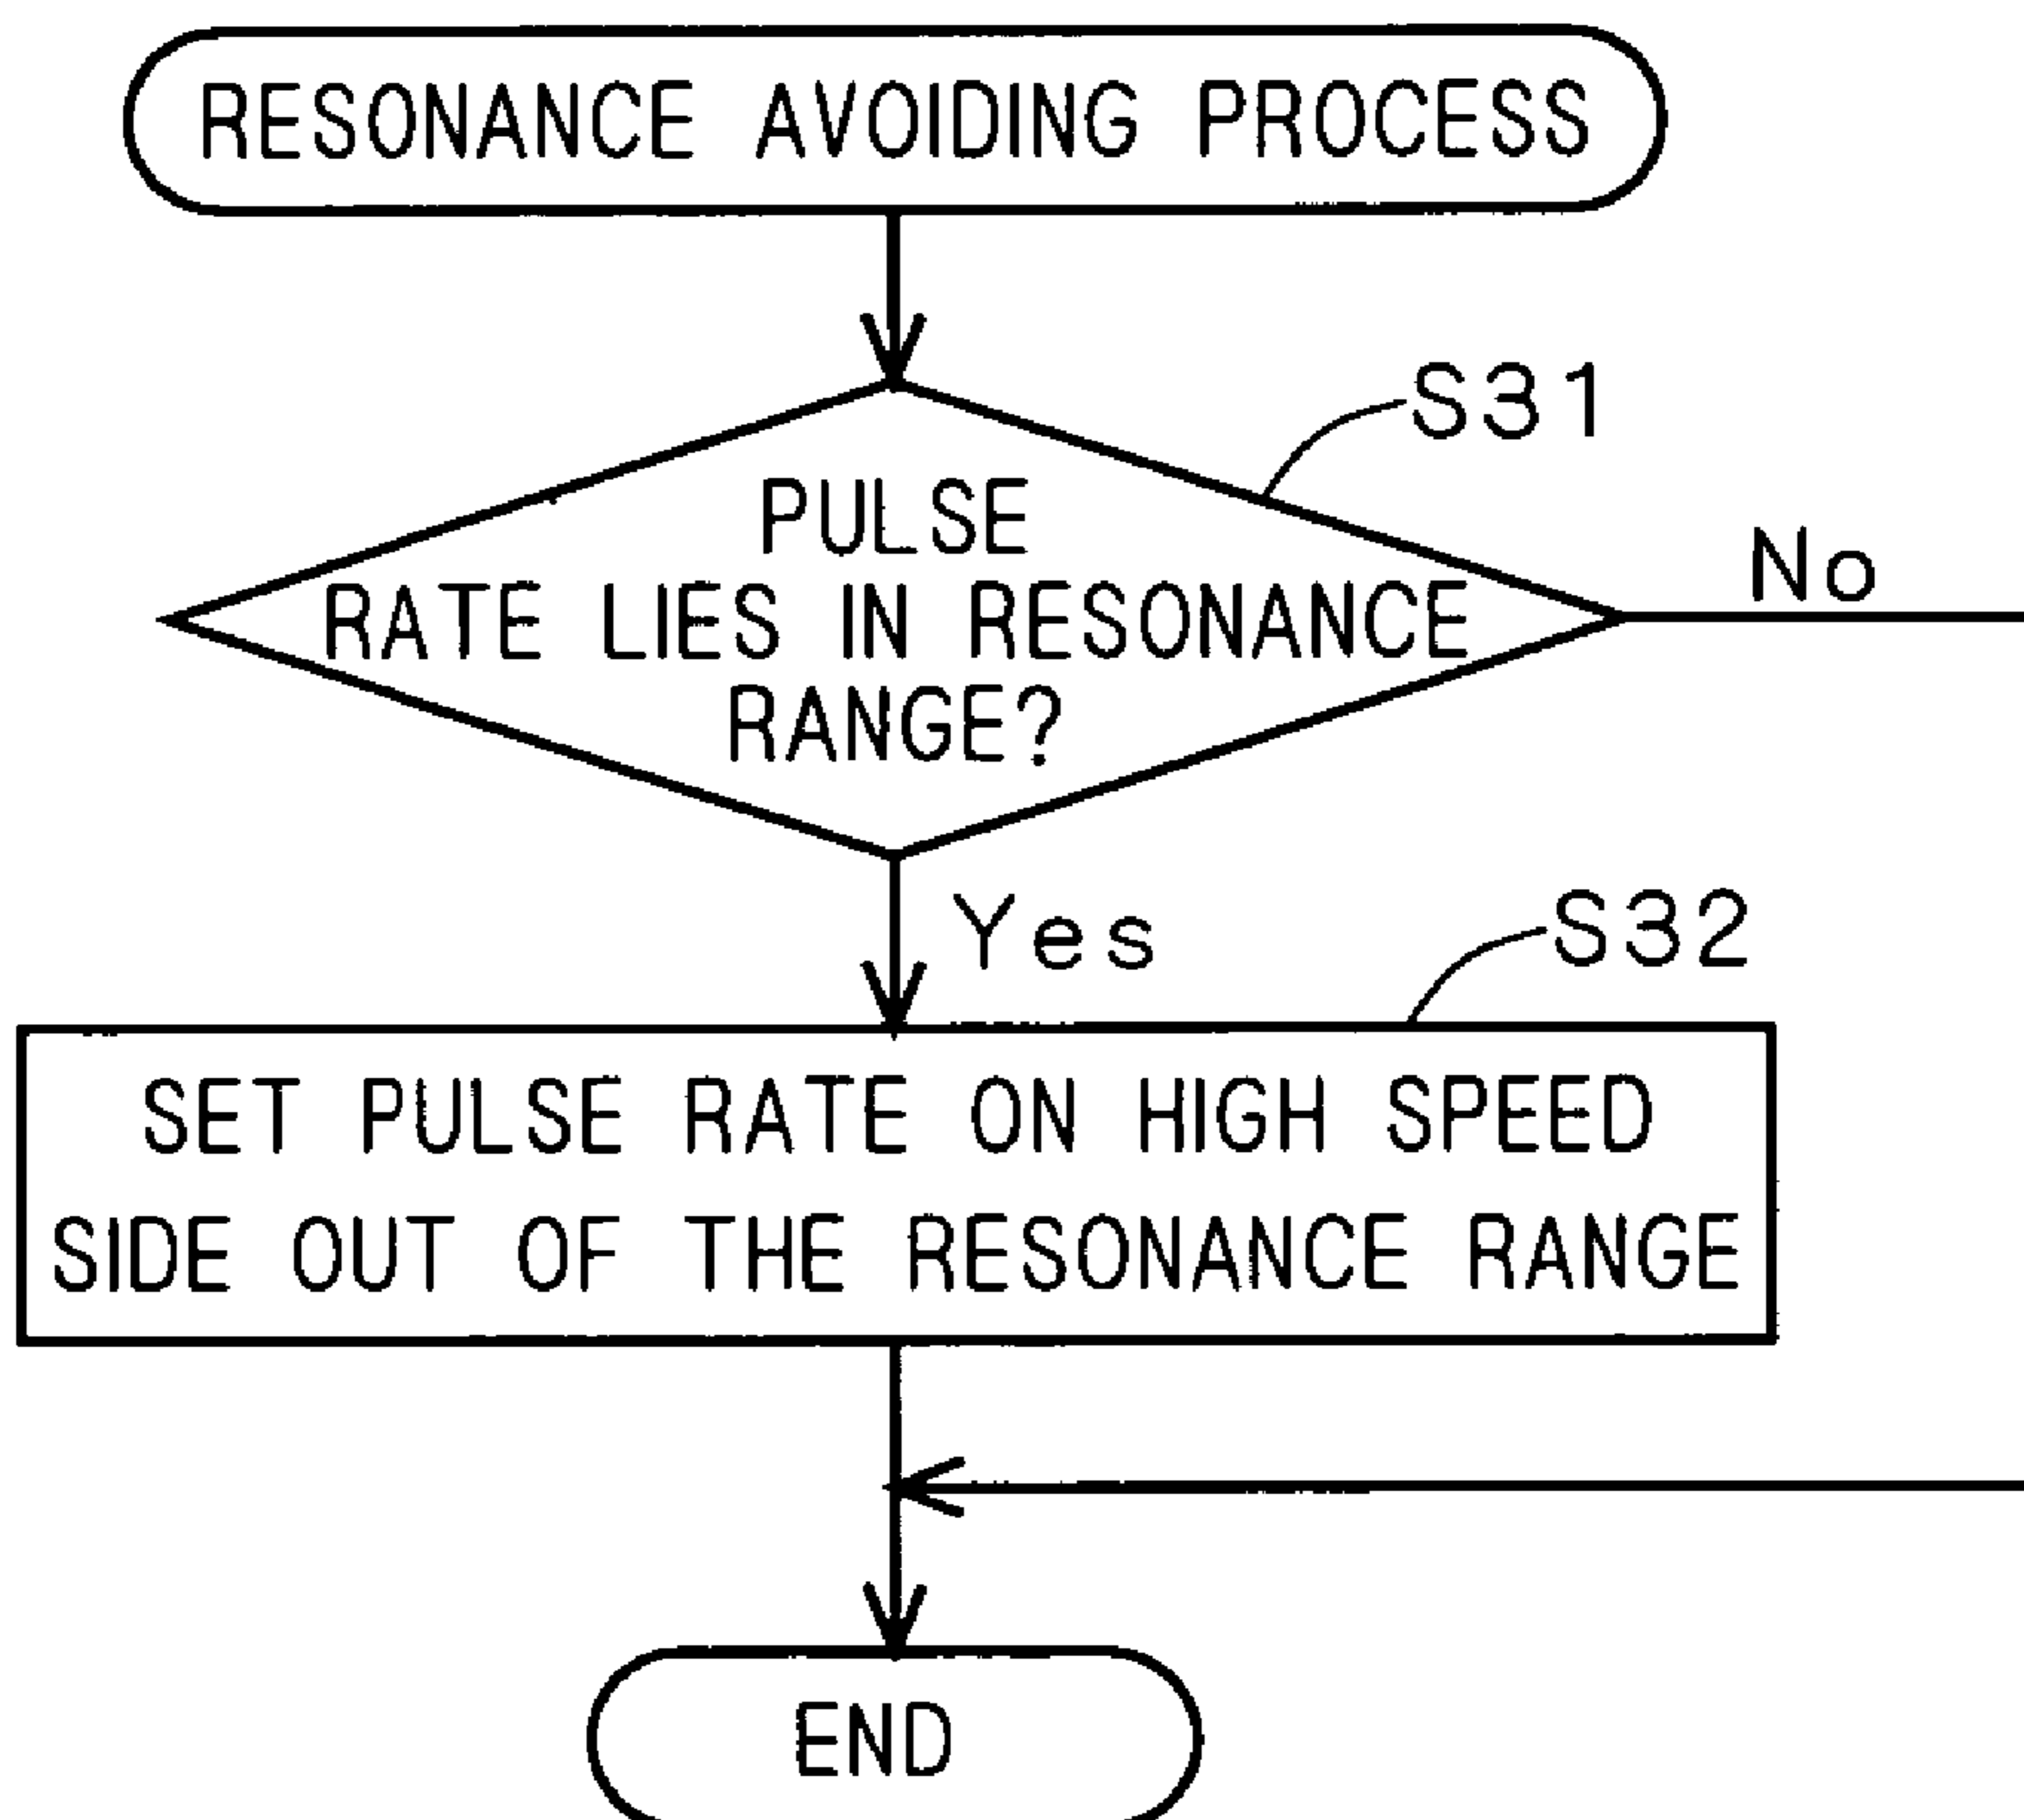 RESONANCE AVOIDING PROCESS
S31
PULSE
RATE LIES IN RESONANCE
RANGE?
No
Yes
S32
SET PULSE RATE ON HIGH SPEED
SIDE OUT OF THE RESONANCE RANGE
END